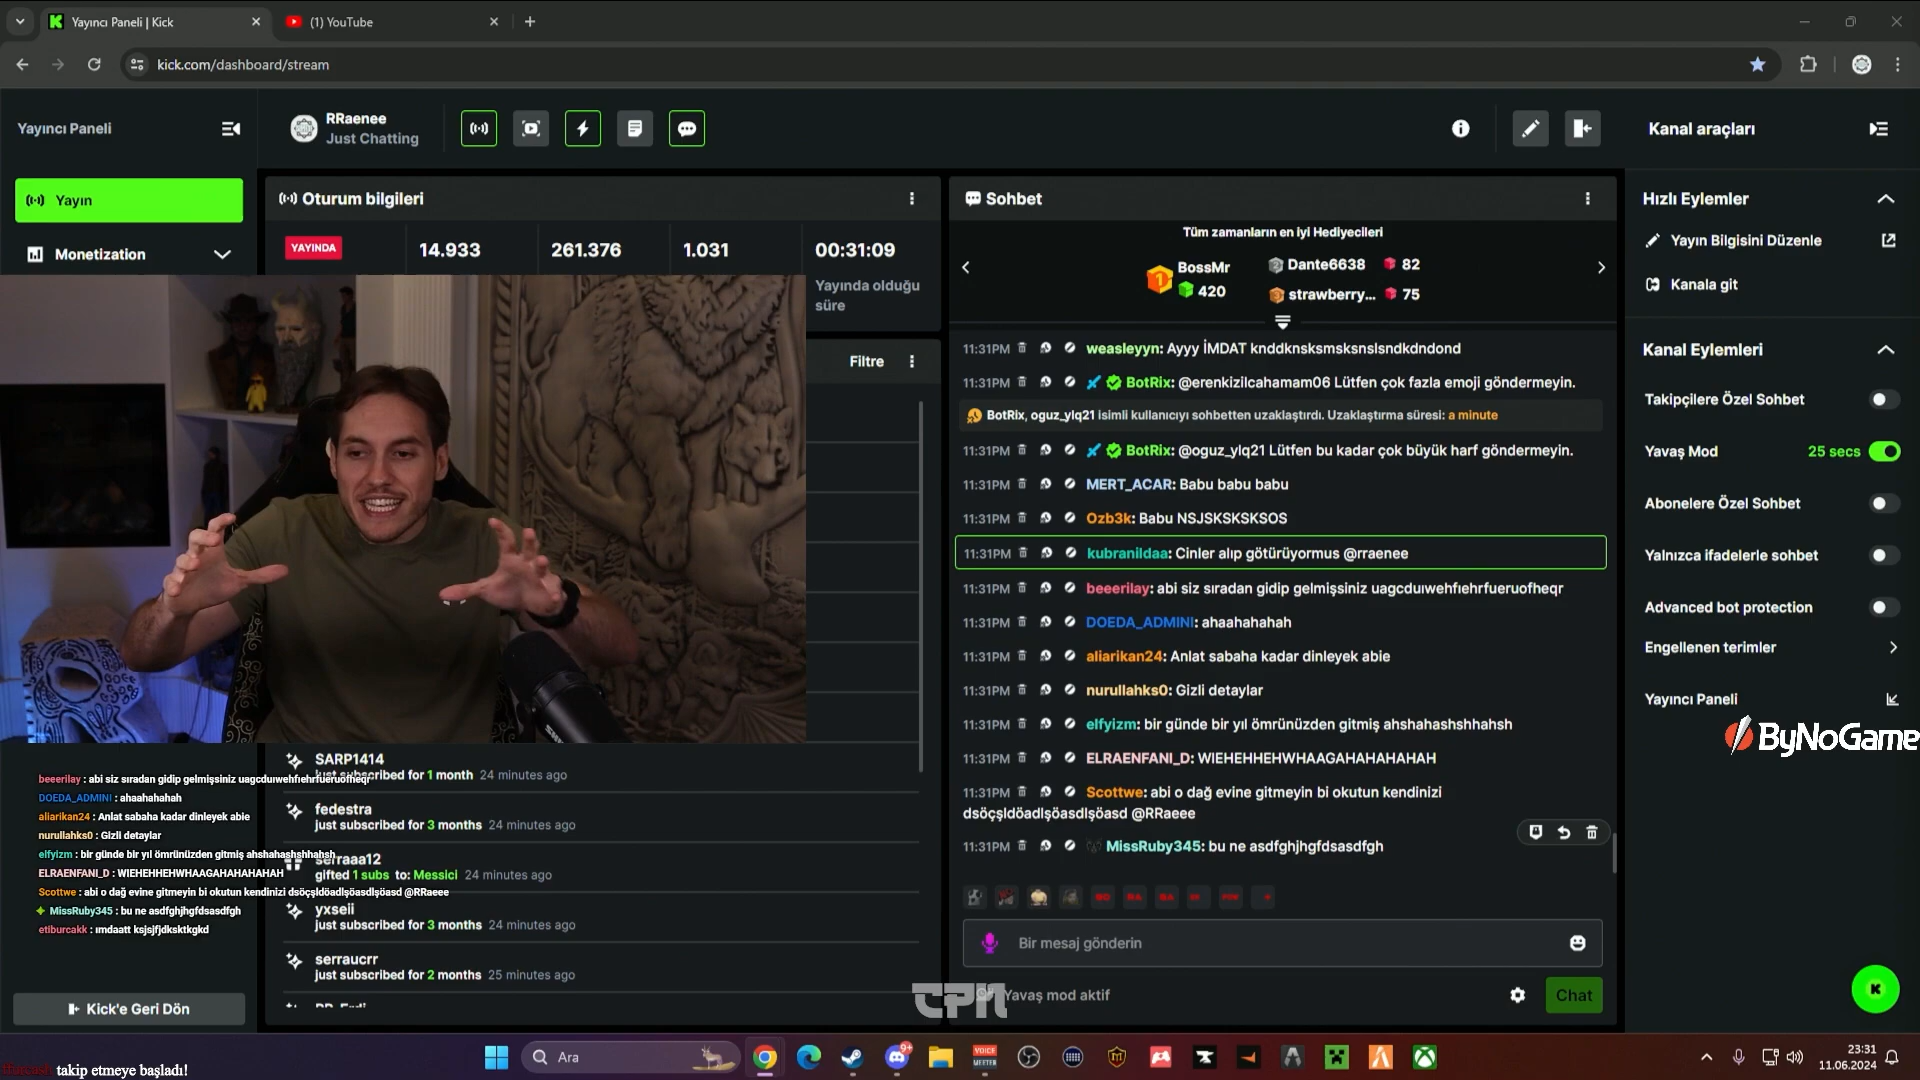 Yayıncı Paneli | Kick
(1) YouTube
kick.com/dashboard/stream
Yayıncı Paneli
RRaenee
Just Chatting
Kanal araçları
Yayın
Monetization
Oturum bilgileri
YAYINDA
14.933
261.376
1.031
00:31:09
Yayında olduğu
süre
Filtre
SARP1414
just subscribed for 1 month 24 minutes ago
fedestra
just subscribed for 3 months 24 minutes ago
serraaa12
gifted 1 subs to: Messici 24 minutes ago
yxseii
just subscribed for 3 months 24 minutes ago
serraucrr
just subscribed for 2 months 25 minutes ago
beeerilay : abi siz sıradan gidip gelmişsiniz uagcduıwehfıehrfueruofheqr
DOEDA_ADMINI : ahaahahahah
aliarikan24 : Anlat sabaha kadar dinleyek abie
nurullahks0 : Gizli detaylar
elfyizm : bir günde bir yıl ömrünüzden gitmiş ahshahashshhahsh
ELRAENFANI_D : WIEHEHHEHWHAAGAHAHAHAHAH
Scottwe : abi o dağ evine gitmeyin bi okutun kendinizi dsöçşldöadlşöasdlşöasd @RRaeee
MissRuby345 : bu ne asdfghjhgfdsasdfgh
etiburcakk : ımdaatt ksjsjfjdksktkgkd
Kick'e Geri Dön
takip etmeye başladı!
Sohbet
Tüm zamanların en iyi Hediyecileri
1
BossMr
420
Dante6638 82
strawberry... 75
11:31PM weasleyyn: Ayyy İMDAT knddknsksmsksnslsndkdndond
11:31PM BotRix: @erenkizilcahamam06 Lütfen çok fazla emoji göndermeyin.
BotRix, oguz_ylq21 isimli kullanıcıyı sohbetten uzaklaştırdı. Uzaklaştırma süresi: a minute
11:31PM BotRix: @oguz_ylq21 Lütfen bu kadar çok büyük harf göndermeyin.
11:31PM MERT_ACAR: Babu babu babu
11:31PM Ozb3k: Babu NSJSKSKSKSOS
11:31PM kubranildaa: Cinler alıp götürüyormus @rraenee
11:31PM beeerilay: abi siz sıradan gidip gelmişsiniz uagcduıwehfıehrfueruofheqr
11:31PM DOEDA_ADMINI: ahaahahahah
11:31PM aliarikan24: Anlat sabaha kadar dinleyek abie
11:31PM nurullahks0: Gizli detaylar
11:31PM elfyizm: bir günde bir yıl ömrünüzden gitmiş ahshahashshhahsh
11:31PM ELRAENFANI_D: WIEHEHHEHWHAAGAHAHAHAHAH
11:31PM Scottwe: abi o dağ evine gitmeyin bi okutun kendinizi
dsöçşldöadlşöasdlşöasd @RRaeee
11:31PM MissRuby345: bu ne asdfghjhgfdsasdfgh
Bir mesaj gönderin
Yavaş mod aktif
Chat
Hızlı Eylemler
Yayın Bilgisini Düzenle
Kanala git
Kanal Eylemleri
Takipçilere Özel Sohbet
Yavaş Mod 25 secs
Abonelere Özel Sohbet
Yalnızca ifadelerle sohbet
Advanced bot protection
Engellenen terimler
Yayıncı Paneli
ByNoGame
K
Ara
9+
VOICE
MEETER
23:31
11.06.2024